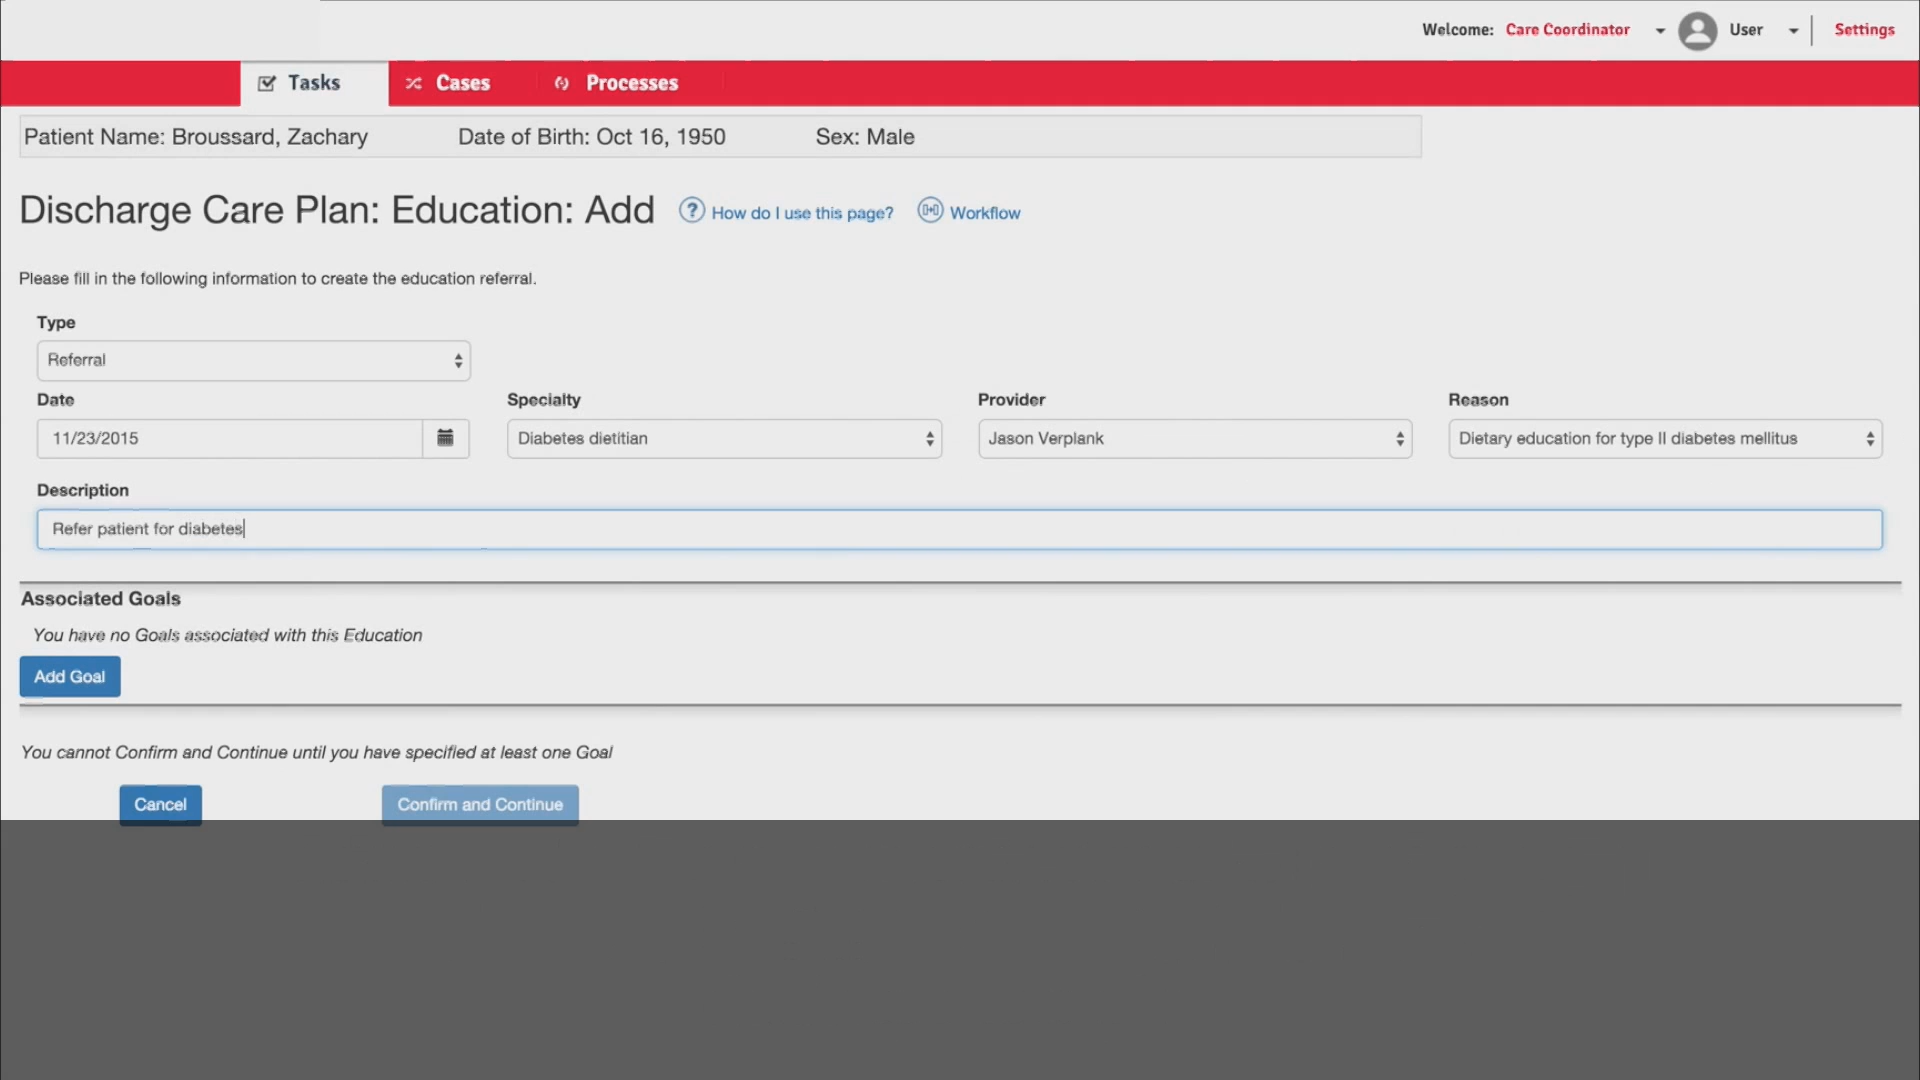 Welcome: Care Coordinator User Settings
Tasks Cases Processes
Patient Name: Broussard, Zachary Date of Birth: Oct 16, 1950 Sex: Male
Discharge Care Plan: Education: Add How do I use this page? Workflow
Please fill in the following information to create the education referral.
Type
Referral
Date Specialty Provider Reason
11/23/2015 Diabetes dietitian Jason Verplank Dietary education for type II diabetes mellitus
Description
Refer patient for diabetes
Associated Goals
You have no Goals associated with this Education
Add Goal
You cannot Confirm and Continue until you have specified at least one Goal
Cancel Confirm and Continue